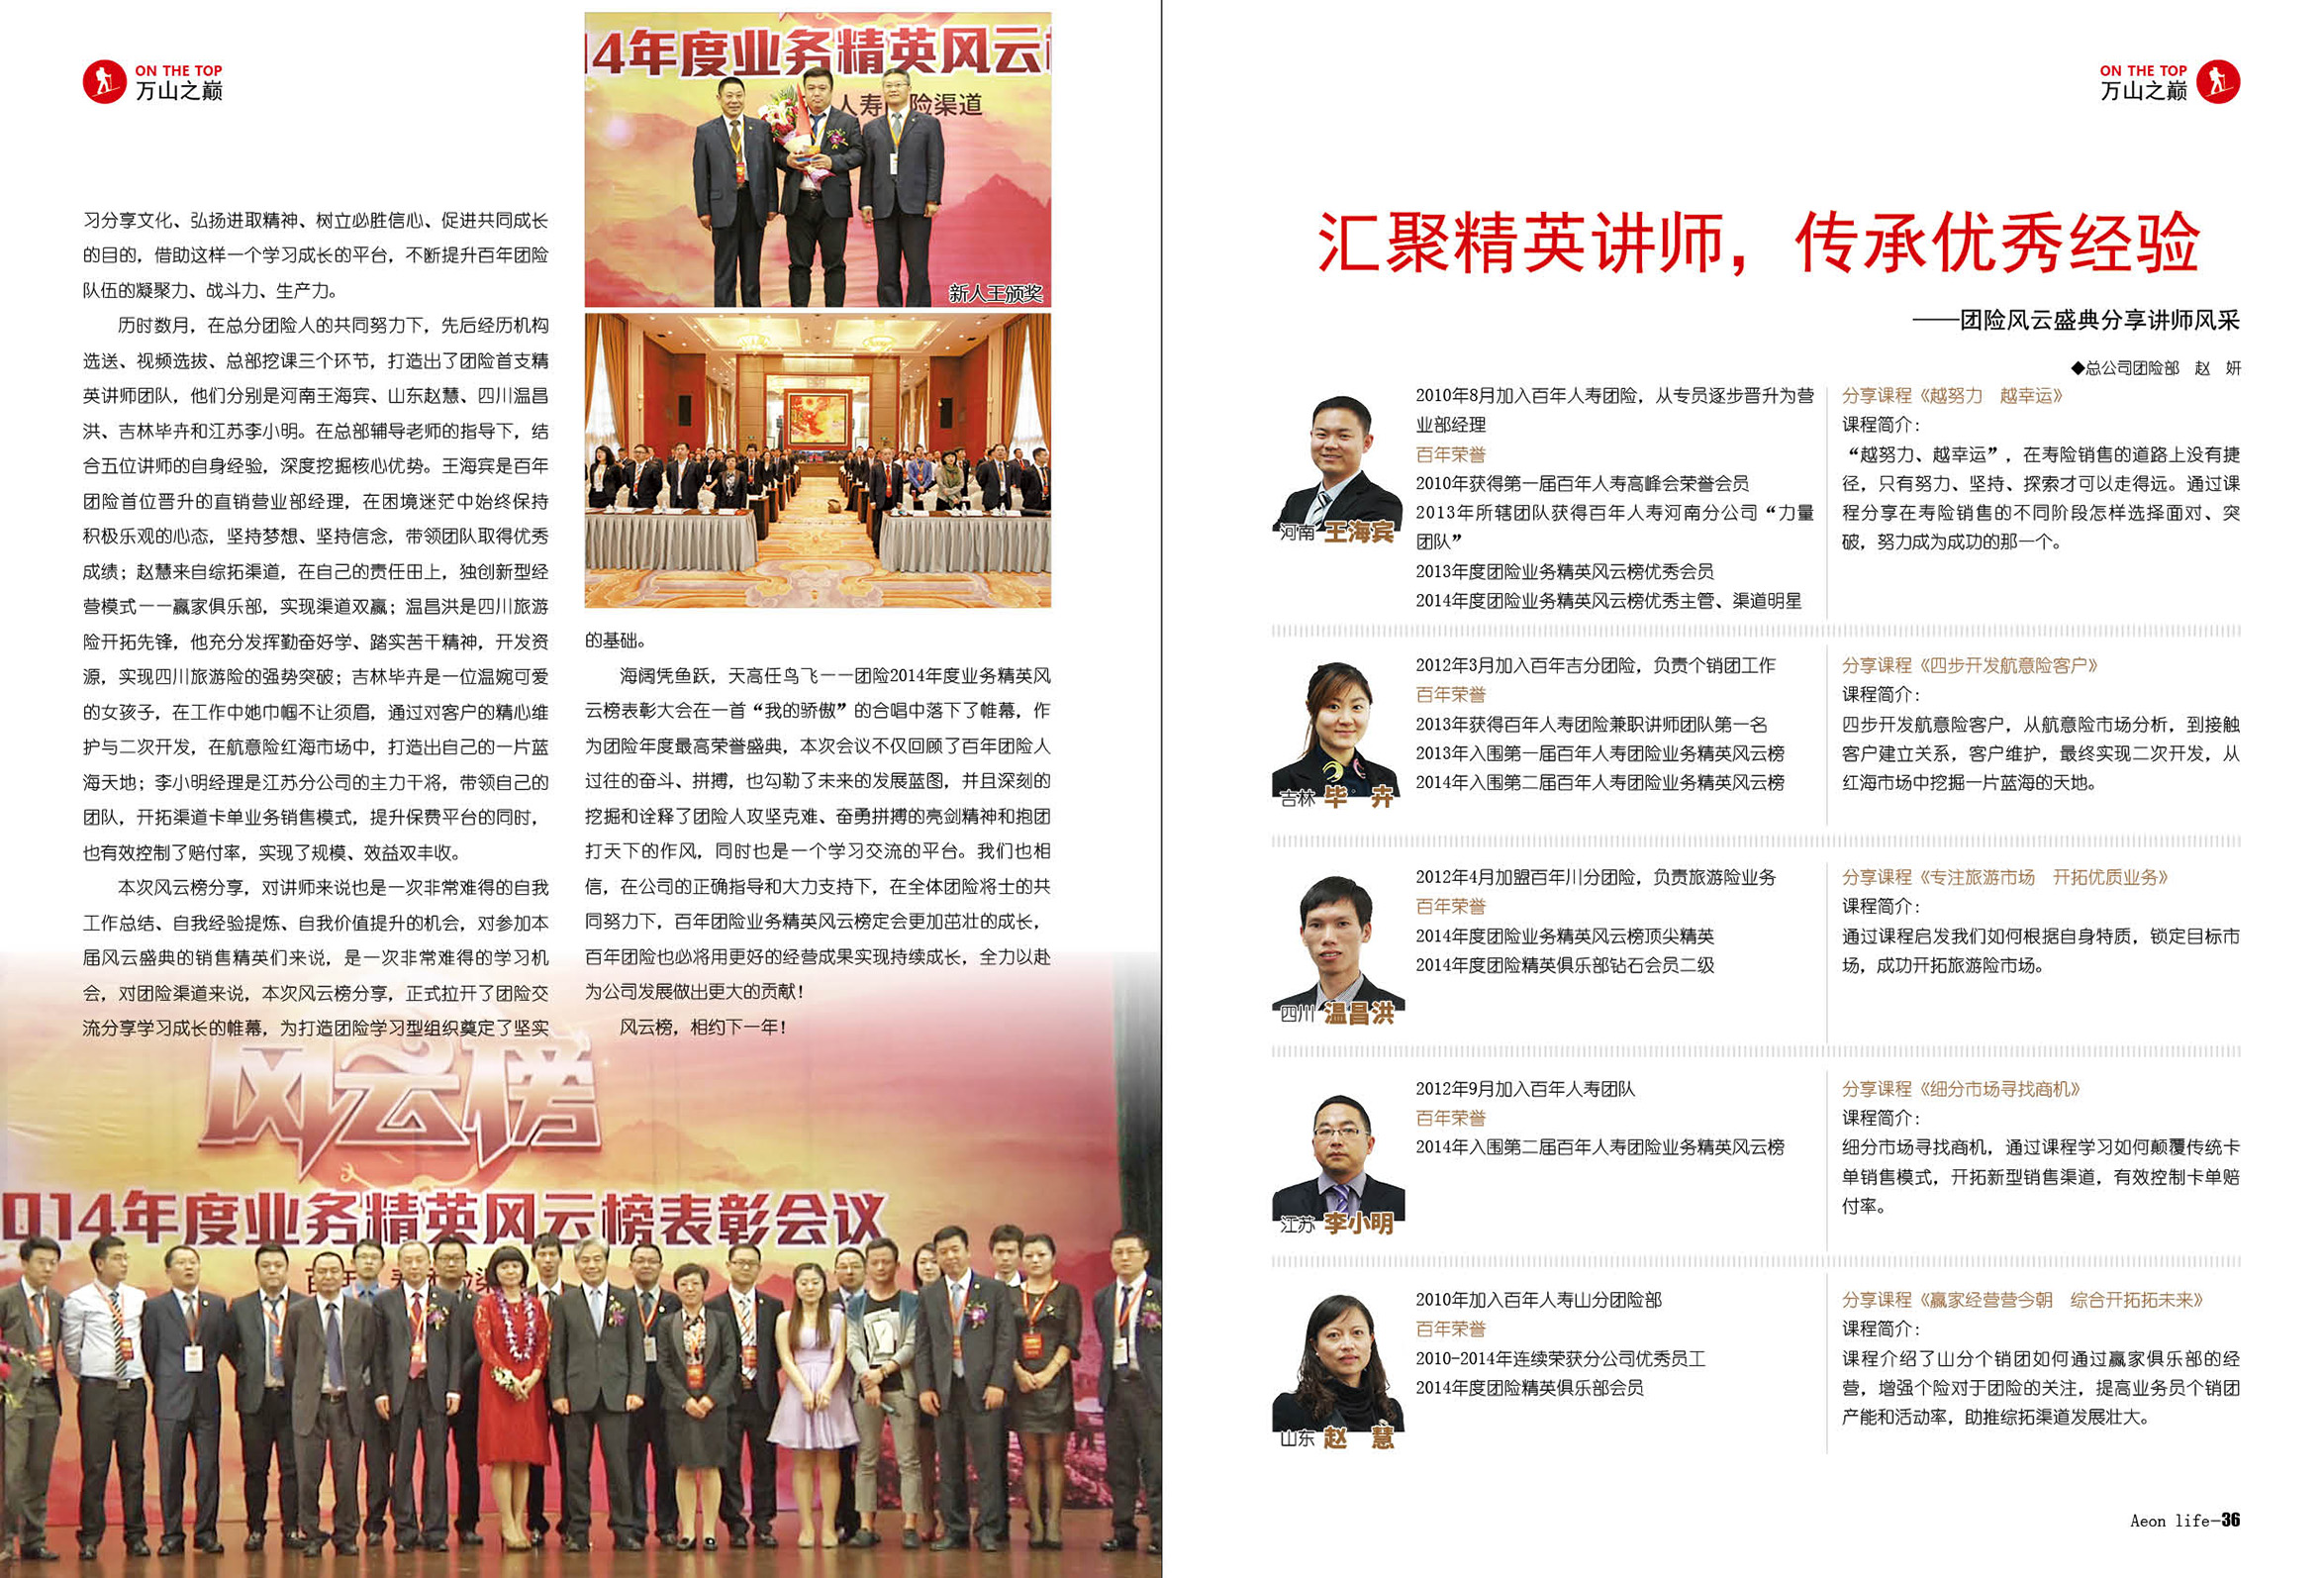 ON THE TOP
万山之巅
习分享文化、弘扬进取精神、树立必胜信心、促进共同成长
的目的，借助这样一个学习成长的平台，不断提升百年团险
队伍的凝聚力、战斗力、生产力。
历时数月，在总分团险人的共同努力下，先后经历机构
选送、视频选拔、总部挖课三个环节，打造出了团险首支精
英讲师团队，他们分别是河南王海宾、山东赵慧、四川温昌
洪、吉林毕卉和江苏李小明。在总部辅导老师的指导下，结
合五位讲师的自身经验，深度挖掘核心优势。王海宾是百年
团险首位晋升的直销营业部经理，在困境迷茫中始终保持
积极乐观的心态，坚持梦想、坚持信念，带领团队取得优秀
成绩；赵慧来自综拓渠道，在自己的责任田上，独创新型经
营模式——赢家俱乐部，实现渠道双赢；温昌洪是四川旅游
险开拓先锋，他充分发挥勤奋好学、踏实苦干精神，开发资
源，实现四川旅游险的强势突破；吉林毕卉是一位温婉可爱
的女孩子，在工作中她巾帼不让须眉，通过对客户的精心维
护与二次开发，在航意险红海市场中，打造出自己的一片蓝
海天地；李小明经理是江苏分公司的主力干将，带领自己的
团队，开拓渠道卡单业务销售模式，提升保费平台的同时，
也有效控制了赔付率，实现了规模、效益双丰收。
本次风云榜分享，对讲师来说也是一次非常难得的自我
工作总结、自我经验提炼、自我价值提升的机会，对参加本
届风云盛典的销售精英们来说，是一次非常难得的学习机
会，对团险渠道来说，本次风云榜分享，正式拉开了团险交
流分享学习成长的帷幕，为打造团险学习型组织奠定了坚实
14年度业务精英风云
人寿 险渠道
新人王颁奖
的基础。
海阔凭鱼跃，天高任鸟飞——团险2014年度业务精英风
云榜表彰大会在一首“我的骄傲”的合唱中落下了帷幕，作
为团险年度最高荣誉盛典，本次会议不仅回顾了百年团险人
过往的奋斗、拼搏，也勾勒了未来的发展蓝图，并且深刻的
挖掘和诠释了团险人攻坚克难、奋勇拼搏的亮剑精神和抱团
打天下的作风，同时也是一个学习交流的平台。我们也相
信，在公司的正确指导和大力支持下，在全体团险将士的共
同努力下，百年团险业务精英风云榜定会更加茁壮的成长，
百年团险也必将用更好的经营成果实现持续成长，全力以赴
为公司发展做出更大的贡献！
风云榜，相约下一年！
风云榜
014年度业务精英风云榜表彰会议
ON THE TOP
万山之巅
汇聚精英讲师，传承优秀经验
——团险风云盛典分享讲师风采
◆总公司团险部 赵 妍
河南 王海宾
2010年8月加入百年人寿团险，从专员逐步晋升为营
业部经理
百年荣誉
2010年获得第一届百年人寿高峰会荣誉会员
2013年所辖团队获得百年人寿河南分公司“力量
团队”
2013年度团险业务精英风云榜优秀会员
2014年度团险业务精英风云榜优秀主管、渠道明星
分享课程《越努力 越幸运》
课程简介：
“越努力、越幸运”，在寿险销售的道路上没有捷
径，只有努力、坚持、探索才可以走得远。通过课
程分享在寿险销售的不同阶段怎样选择面对、突
破，努力成为成功的那一个。
吉林 毕 卉
2012年3月加入百年吉分团险，负责个销团工作
百年荣誉
2013年获得百年人寿团险兼职讲师团队第一名
2013年入围第一届百年人寿团险业务精英风云榜
2014年入围第二届百年人寿团险业务精英风云榜
分享课程《四步开发航意险客户》
课程简介：
四步开发航意险客户，从航意险市场分析，到接触
客户建立关系，客户维护，最终实现二次开发，从
红海市场中挖掘一片蓝海的天地。
四川 温昌洪
2012年4月加盟百年川分团险，负责旅游险业务
百年荣誉
2014年度团险业务精英风云榜顶尖精英
2014年度团险精英俱乐部钻石会员二级
分享课程《专注旅游市场 开拓优质业务》
课程简介：
通过课程启发我们如何根据自身特质，锁定目标市
场，成功开拓旅游险市场。
江苏 李小明
2012年9月加入百年人寿团队
百年荣誉
2014年入围第二届百年人寿团险业务精英风云榜
分享课程《细分市场寻找商机》
课程简介：
细分市场寻找商机，通过课程学习如何颠覆传统卡
单销售模式，开拓新型销售渠道，有效控制卡单赔
付率。
山东 赵 慧
2010年加入百年人寿山分团险部
百年荣誉
2010-2014年连续荣获分公司优秀员工
2014年度团险精英俱乐部会员
分享课程《赢家经营营今朝 综合开拓拓未来》
课程简介：
课程介绍了山分个销团如何通过赢家俱乐部的经
营，增强个险对于团险的关注，提高业务员个销团
产能和活动率，助推综拓渠道发展壮大。
Aeon life-36